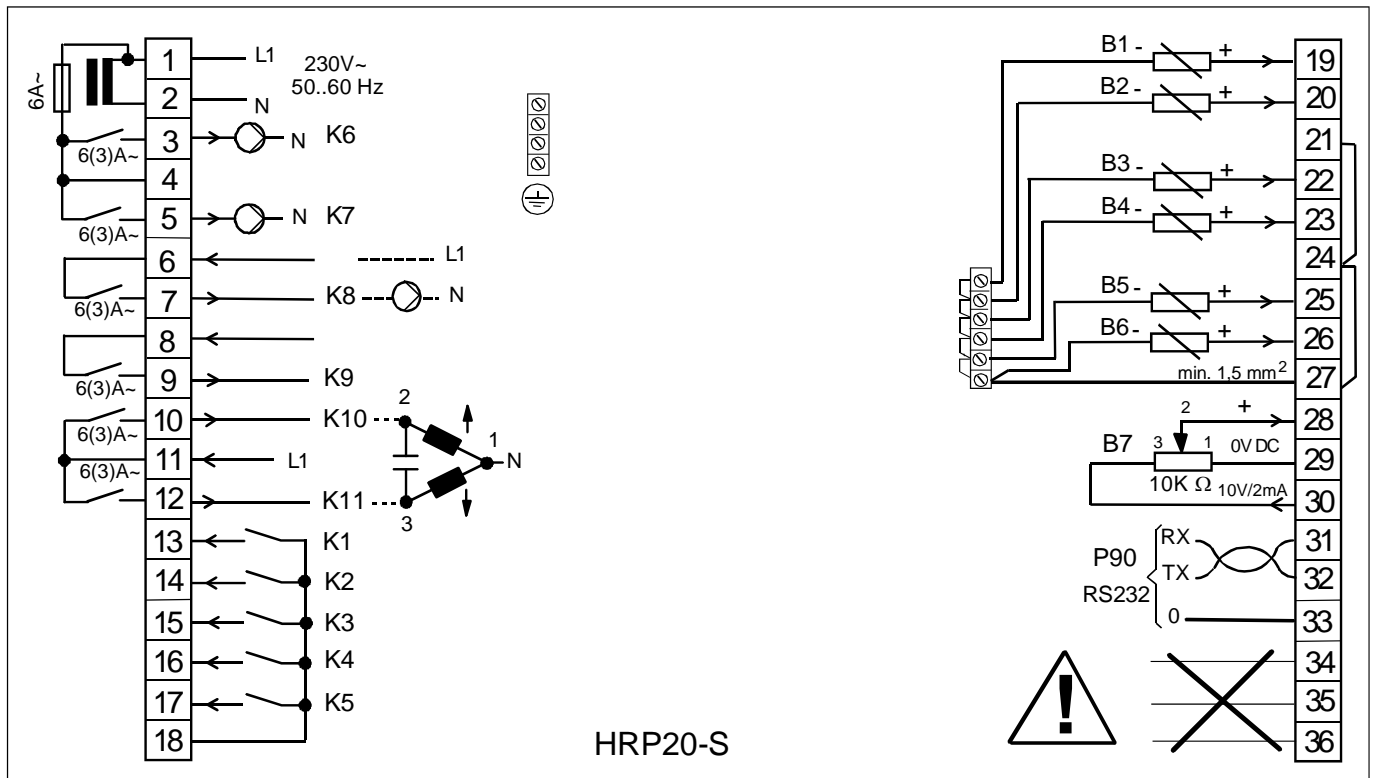 6A~
1 L1
230V~
50..60 Hz
2 N
6(3)A~ 3 N K6
4
6(3)A~ 5 N K7
6 L1
6(3)A~ 7 K8 N
8
6(3)A~ 9 K9
6(3)A~ 10 K10 2
6(3)A~ 11 L1 1 N
12 K11 3
13 K1
14 K2
15 K3
16 K4
17 K5
18
HRP20-S
B1 - + 19
B2 - + 20
21
B3 - + 22
B4 - + 23
24
B5 - + 25
B6 - + 26
min. 1,5 mm² 27
2 + 28
B7 3 1 0V DC 29
10K Ω 10V/2mA 30
P90
RS232
RX 31
TX 32
0 33
! 34
35
36